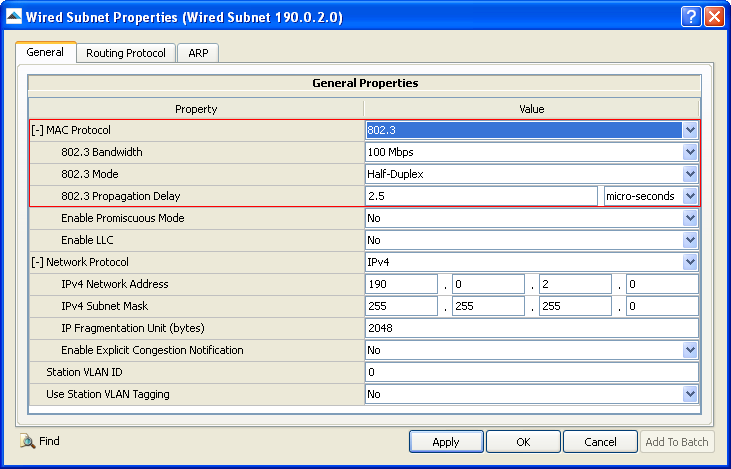 Wired Subnet Properties (Wired Subnet 190.0.2.0)
General Routing Protocol ARP
General Properties
Property Value
[-] MAC Protocol 802.3
802.3 Bandwidth 100 Mbps
802.3 Mode Half-Duplex
802.3 Propagation Delay 2.5 micro-seconds
Enable Promiscuous Mode No
Enable LLC No
[-] Network Protocol IPv4
IPv4 Network Address 190 . 0 . 2 . 0
IPv4 Subnet Mask 255 . 255 . 255 . 0
IP Fragmentation Unit (bytes) 2048
Enable Explicit Congestion Notification No
Station VLAN ID 0
Use Station VLAN Tagging No
Find Apply OK Cancel Add To Batch